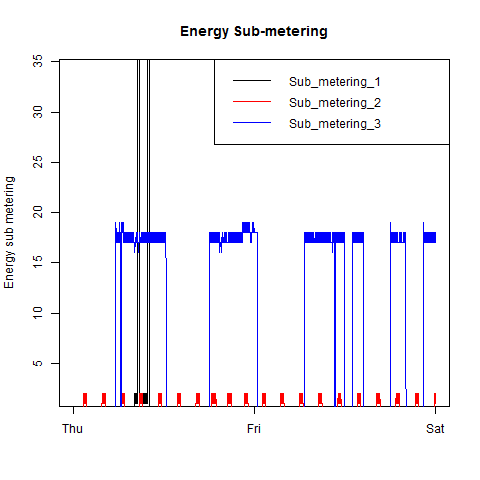 Energy Sub-metering
Sub_metering_1
Sub_metering_2
Sub_metering_3
Energy sub metering
35
30
25
20
15
10
5
Thu Fri Sat